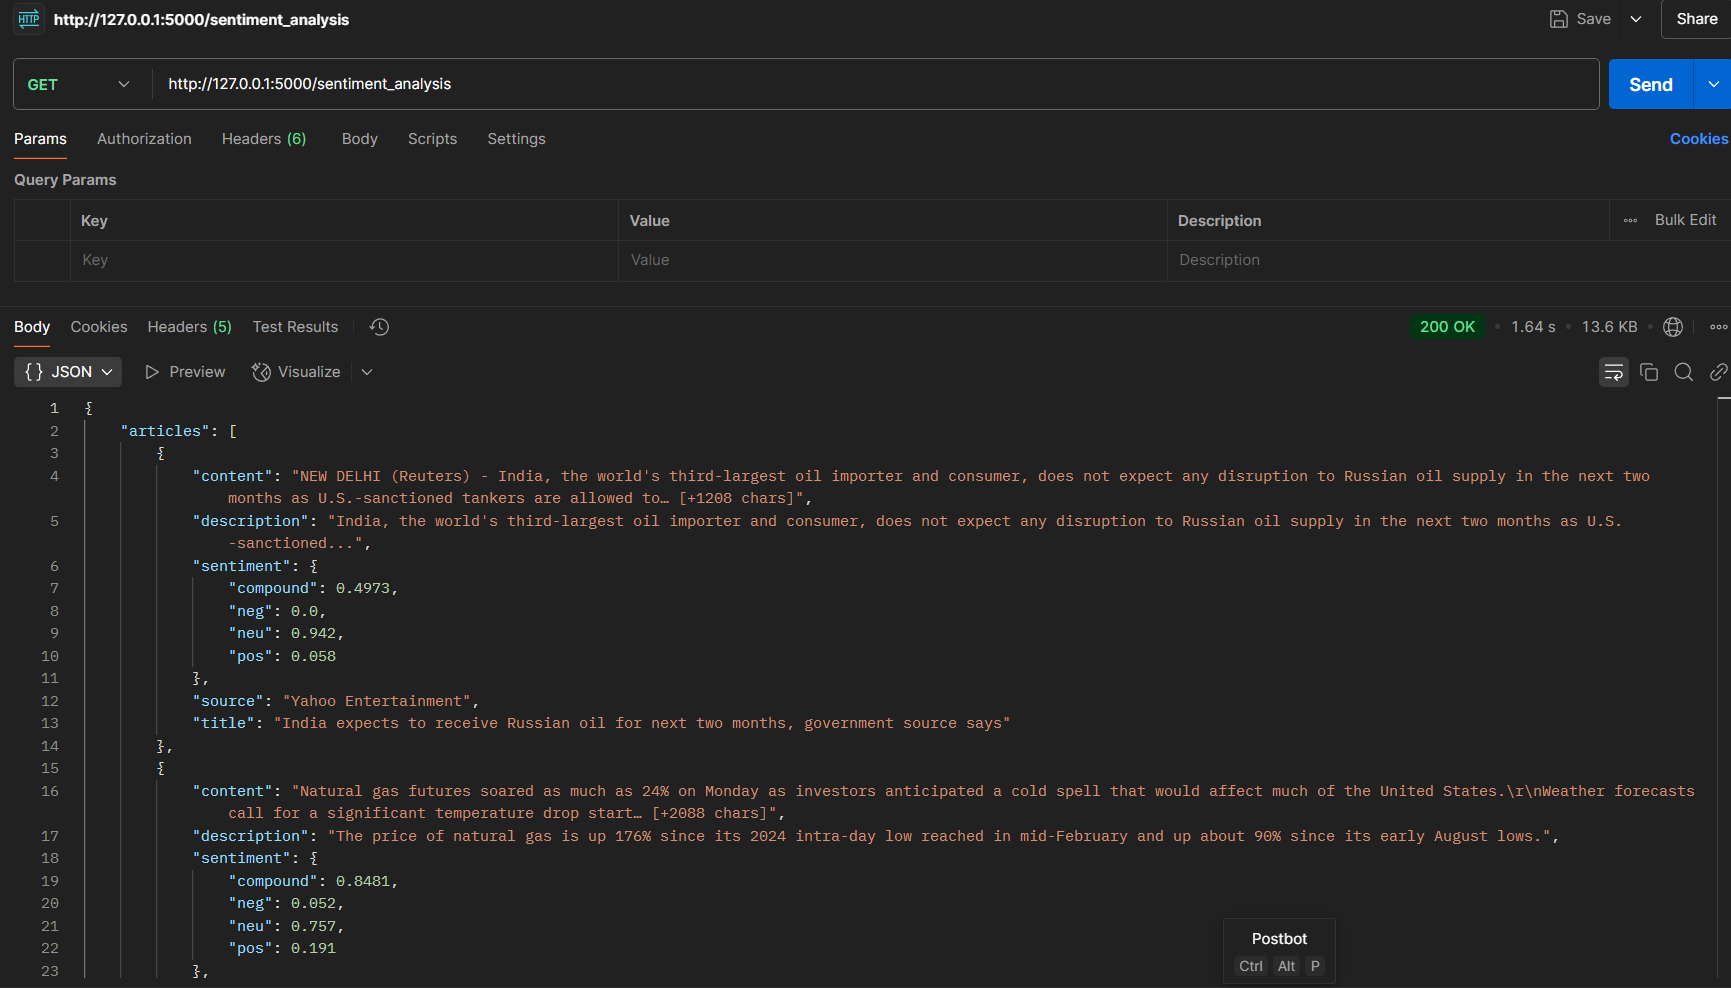 HTTP http://127.0.0.1:5000/sentiment_analysis Save Share
GET http://127.0.0.1:5000/sentiment_analysis Send
Params Authorization Headers (6) Body Scripts Settings Cookies
Query Params
Key Value Description Bulk Edit
Key Value Description
Body Cookies Headers (5) Test Results 200 OK • 1.64 s • 13.6 KB •
{} JSON Preview Visualize
1 {
2 "articles": [
3 {
4 "content": "NEW DELHI (Reuters) - India, the world's third-largest oil importer and consumer, does not expect any disruption to Russian oil supply in the next two
months as U.S.-sanctioned tankers are allowed to… [+1208 chars]",
5 "description": "India, the world's third-largest oil importer and consumer, does not expect any disruption to Russian oil supply in the next two months as U.S.
-sanctioned...",
6 "sentiment": {
7 "compound": 0.4973,
8 "neg": 0.0,
9 "neu": 0.942,
10 "pos": 0.058
11 },
12 "source": "Yahoo Entertainment",
13 "title": "India expects to receive Russian oil for next two months, government source says"
14 },
15 {
16 "content": "Natural gas futures soared as much as 24% on Monday as investors anticipated a cold spell that would affect much of the United States.\r\nWeather forecasts
call for a significant temperature drop start… [+2088 chars]",
17 "description": "The price of natural gas is up 176% since its 2024 intra-day low reached in mid-February and up about 90% since its early August lows.",
18 "sentiment": {
19 "compound": 0.8481,
20 "neg": 0.052,
21 "neu": 0.757,
22 "pos": 0.191
23 },
Postbot
Ctrl Alt P